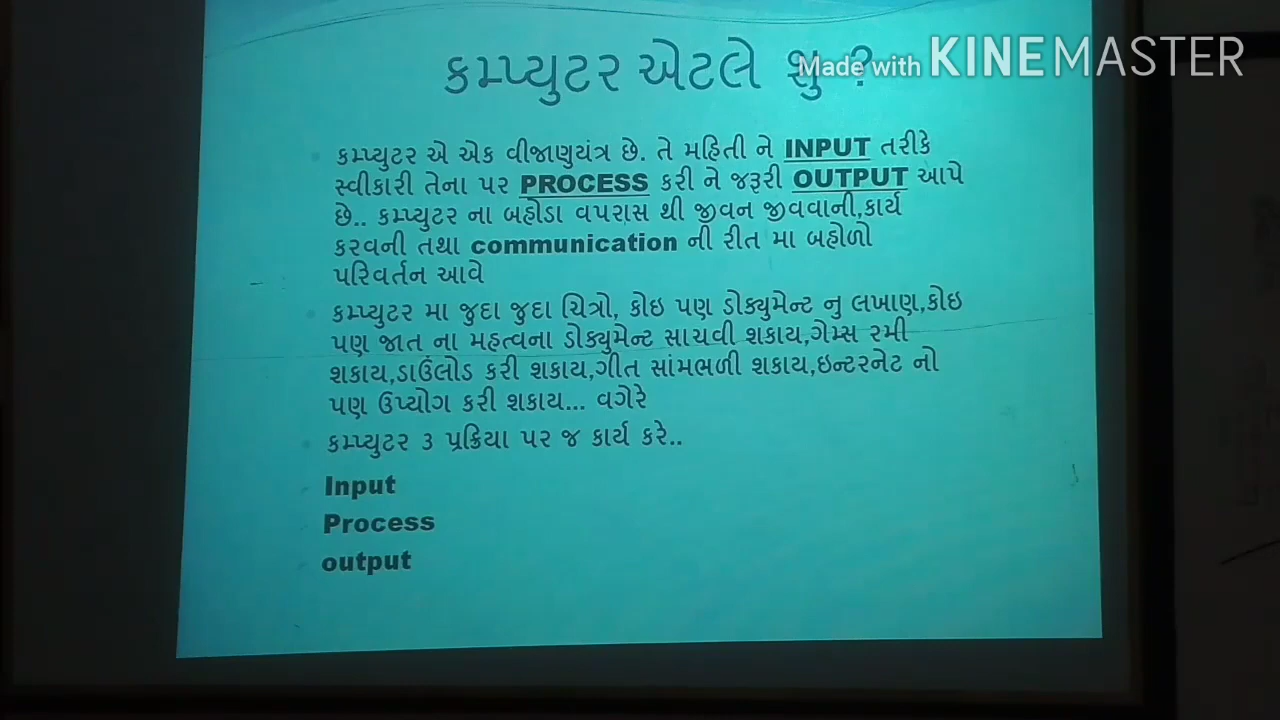 કમ્પ્યુટર એટલે શુ ?
Made with KINEMASTER
કમ્પ્યુટર એ એક વીજાણુયંત્ર છે. તે મહિતી ને INPUT તરીકે
સ્વીકારી તેના પર PROCESS કરી ને જરૂરી OUTPUT આપે
છે.. કમ્પ્યુટર ના બહોડા વપરાસ થી જીવન જીવવાની,કાર્ય
કરવની તથા communication ની રીત મા બહોળો
પરિવર્તન આવે
કમ્પ્યુટર મા જુદા જુદા ચિત્રો, કોઇ પણ ડોક્યુમેન્ટ નુ લખાણ,કોઇ
પણ જાત ના મહત્વના ડોક્યુમેન્ટ સાચવી શકાય,ગેમ્સ રમી
શકાય,ડાઉંલોડ કરી શકાય,ગીત સાંમભળી શકાય,ઇન્ટરનેટ નો
પણ ઉપ્યોગ કરી શકાય... વગેરે
કમ્પ્યુટર ૩ પ્રક્રિયા પર જ કાર્ય કરે..
Input
Process
output